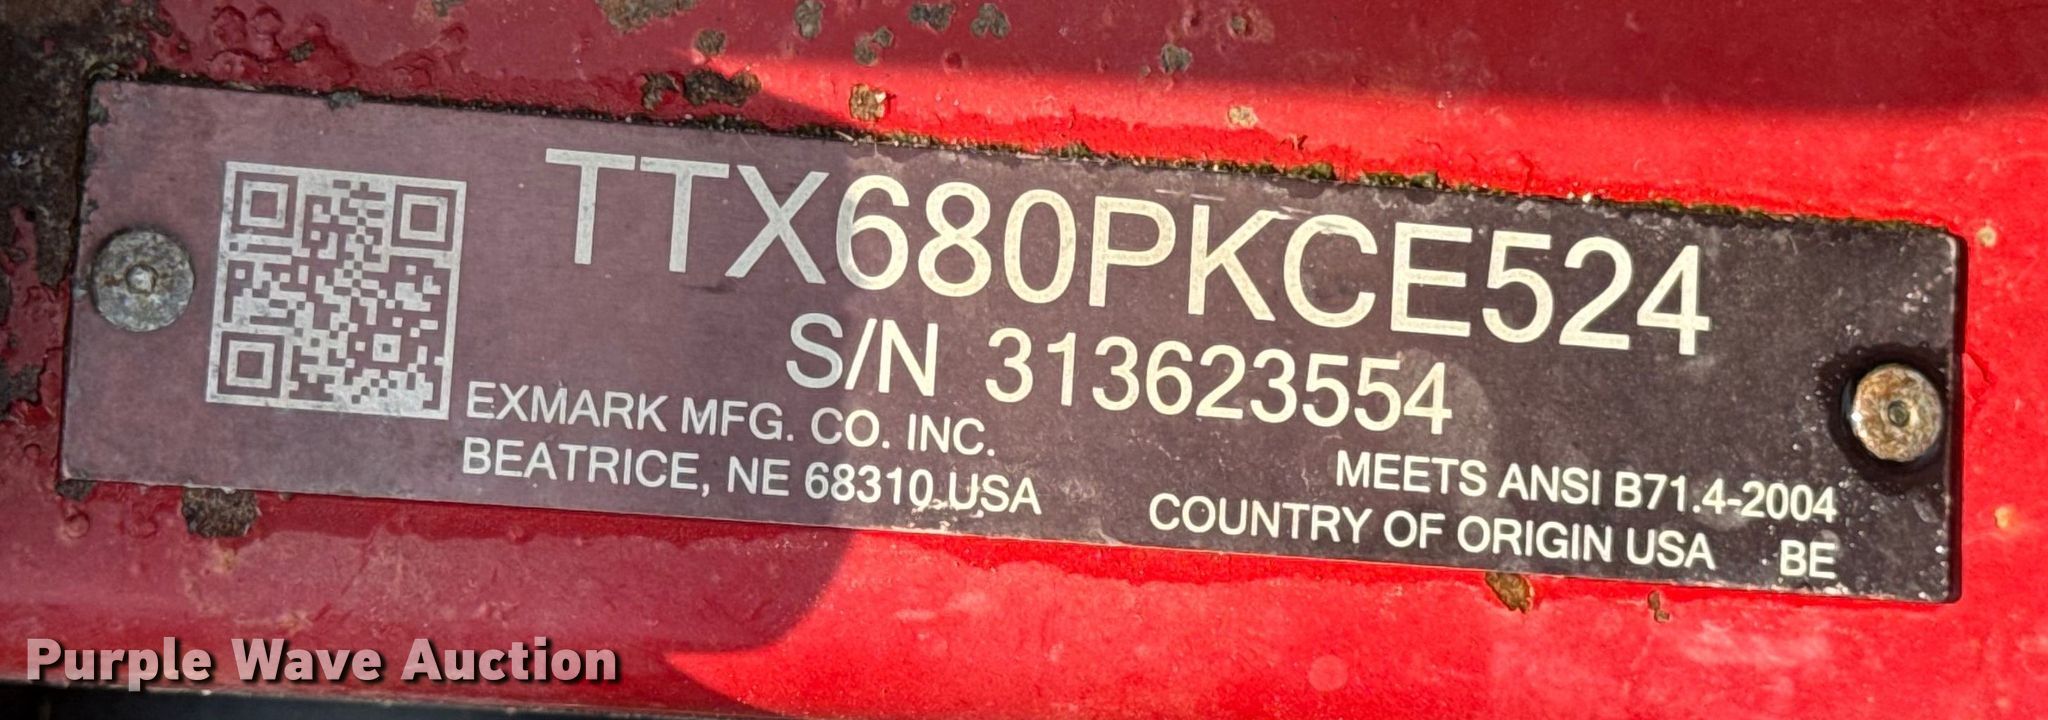 TTX680PKCE524
S/N 313623554
EXMARK MFG. CO. INC.
BEATRICE, NE 68310 USA
MEETS ANSI B71.4-2004
COUNTRY OF ORIGIN USA BE
Purple Wave Auction